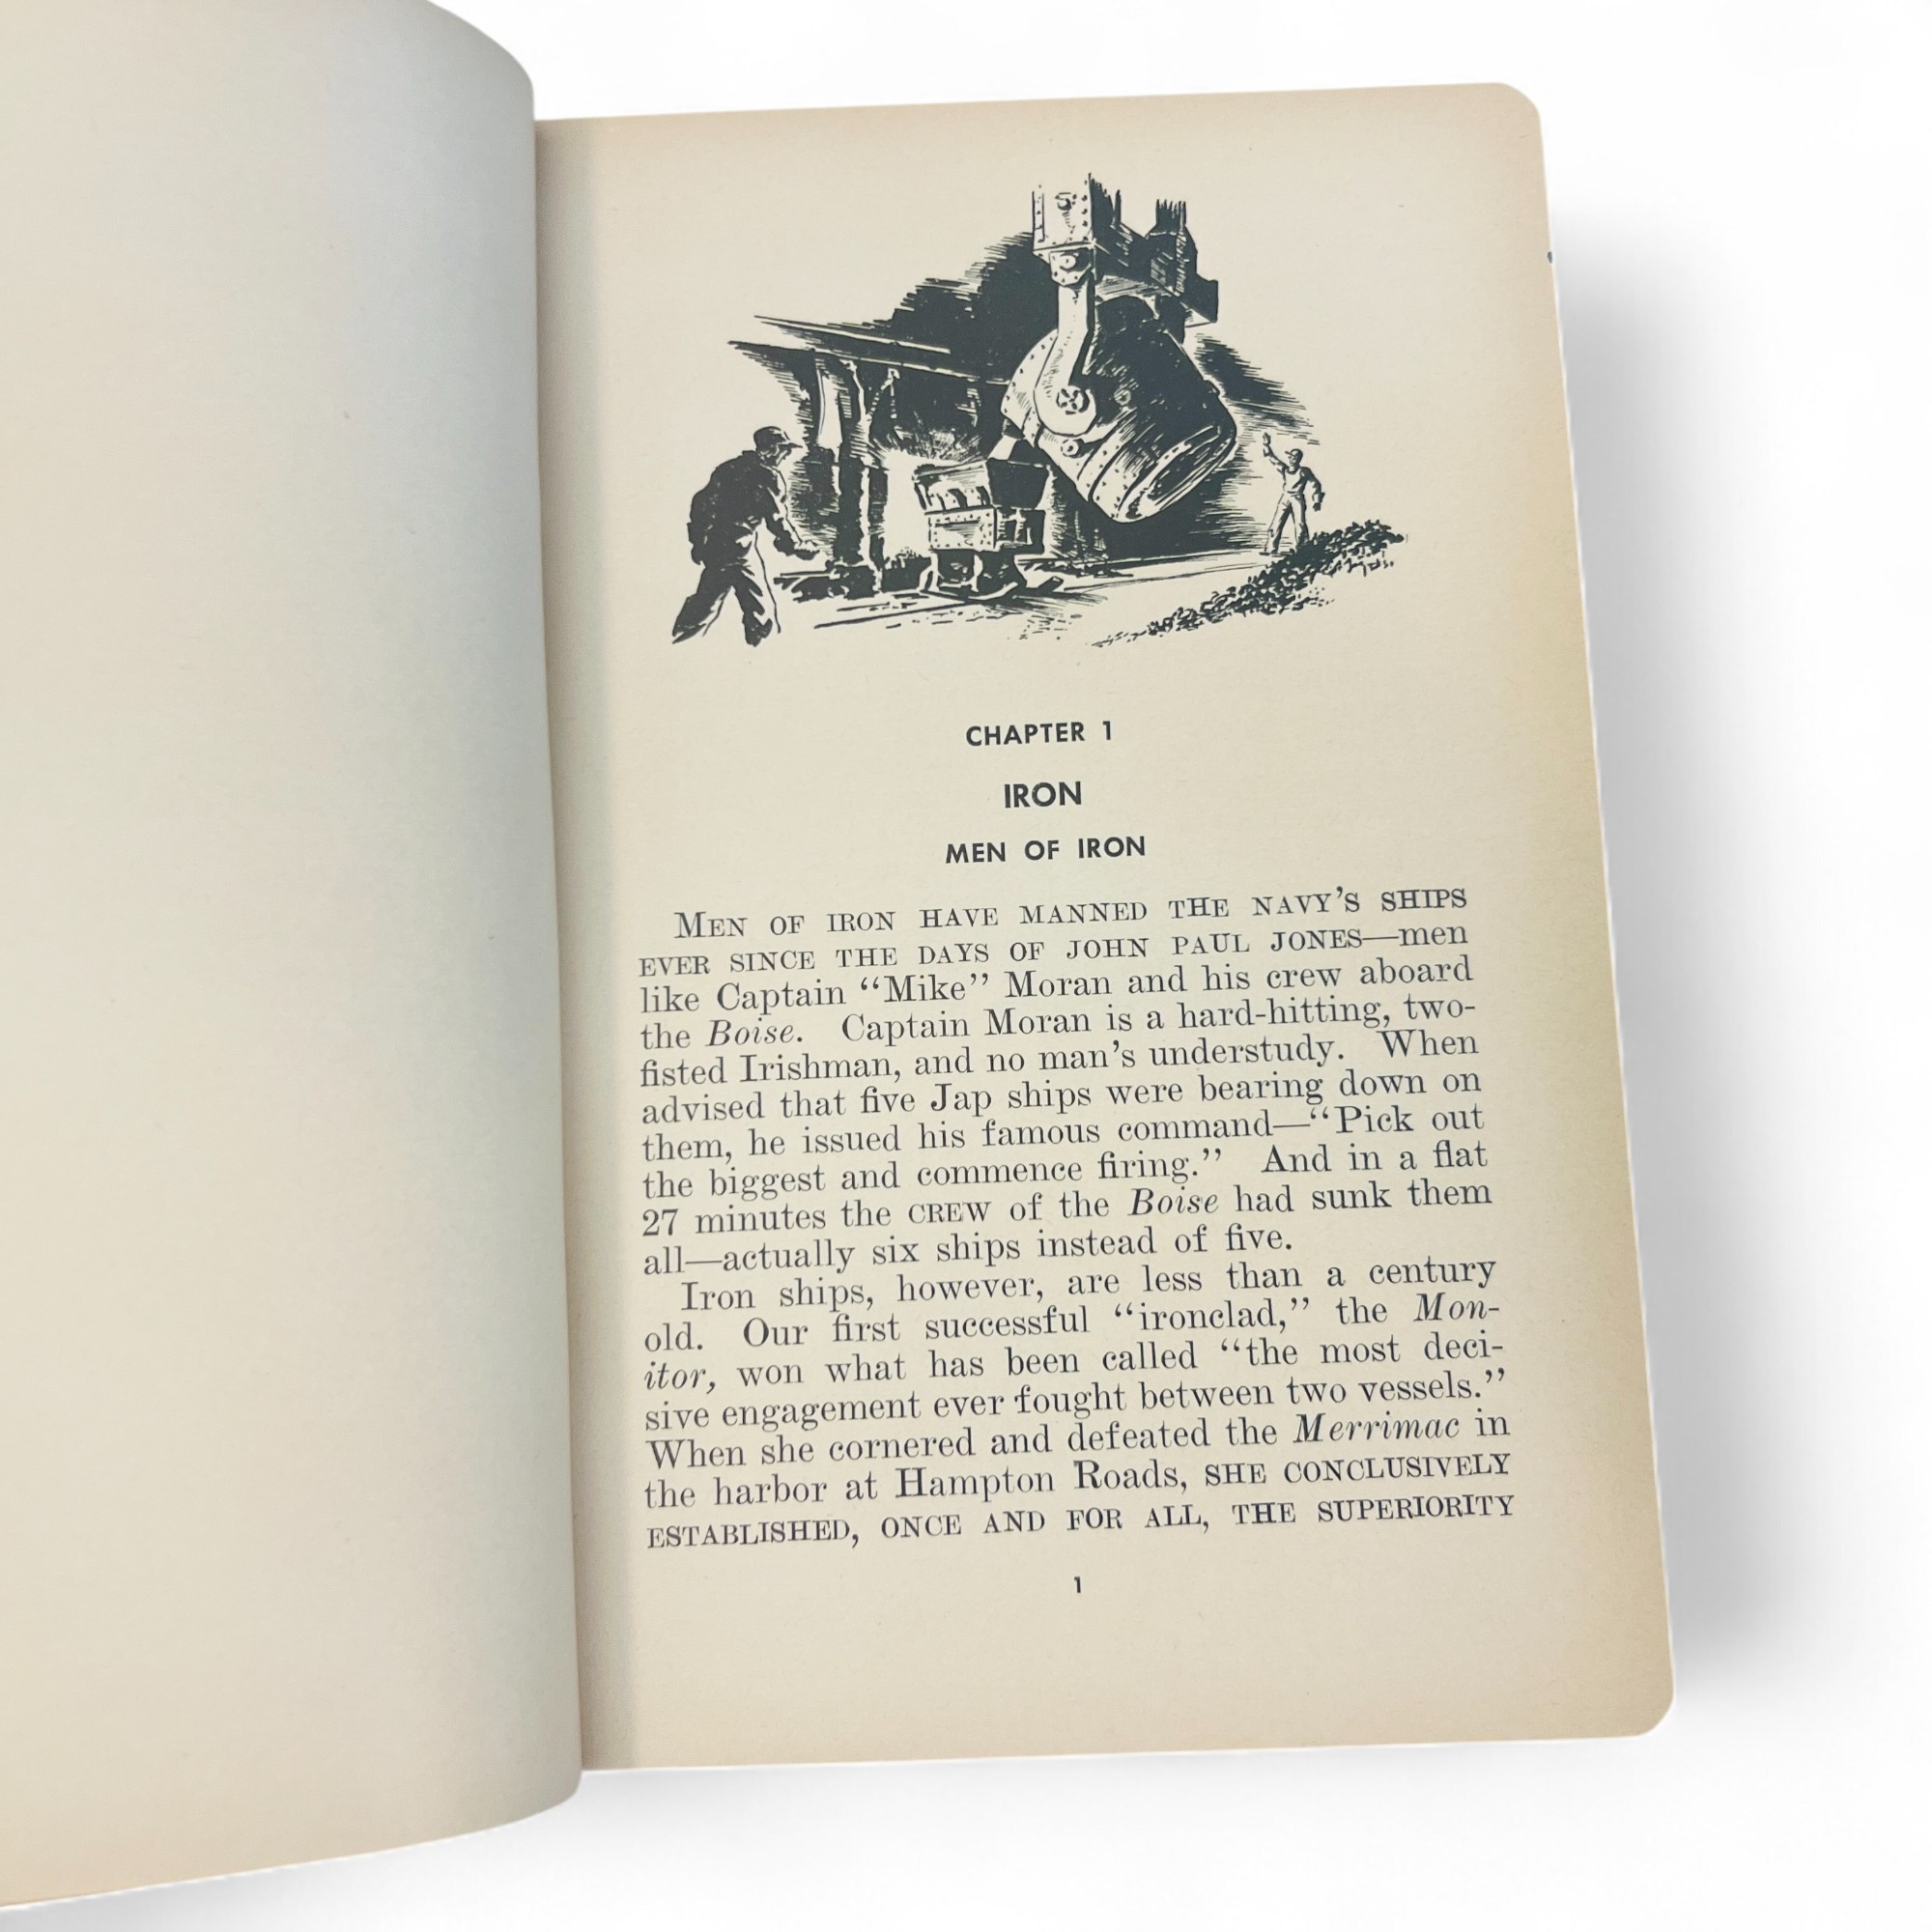 CHAPTER 1
IRON
MEN OF IRON
MEN OF IRON HAVE MANNED THE NAVY'S SHIPS
EVER SINCE THE DAYS OF JOHN PAUL JONES—men
like Captain “Mike” Moran and his crew aboard
the Boise. Captain Moran is a hard-hitting, two-
fisted Irishman, and no man's understudy. When
advised that five Jap ships were bearing down on
them, he issued his famous command—“Pick out
the biggest and commence firing.” And in a flat
27 minutes the CREW of the Boise had sunk them
all—actually six ships instead of five.
Iron ships, however, are less than a century
old. Our first successful “ironclad,” the Mon-
itor, won what has been called “the most deci-
sive engagement ever fought between two vessels.”
When she cornered and defeated the Merrimac in
the harbor at Hampton Roads, SHE CONCLUSIVELY
ESTABLISHED, ONCE AND FOR ALL, THE SUPERIORITY
1